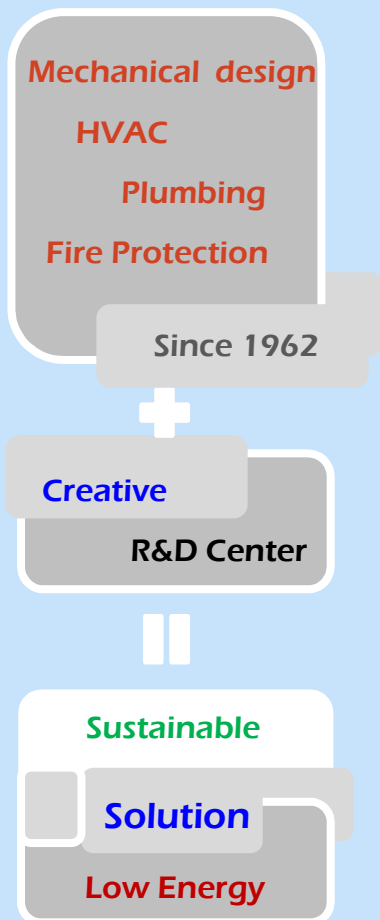 Mechanical design
HVAC
Plumbing
Fire Protection
Since 1962
Creative
R&D Center
Sustainable
Solution
Low Energy